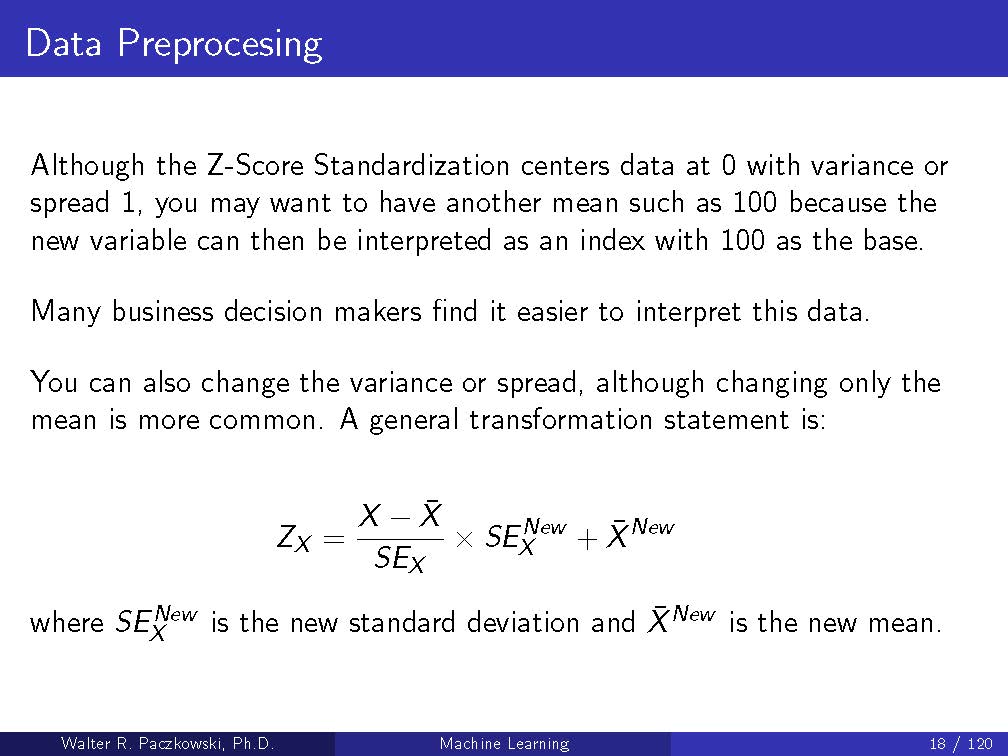 Data Preprocesing
Although the Z-Score Standardization centers data at 0 with variance or
spread 1, you may want to have another mean such as 100 because the
new variable can then be interpreted as an index with 100 as the base.
Many business decision makers find it easier to interpret this data.
You can also change the variance or spread, although changing only the
mean is more common. A general transformation statement is:
Z_X = \frac{X − \bar{X}}{SE_X} × SE_X^{New} + \bar{X}^{New}
where SE_X^{New} is the new standard deviation and \bar{X}^{New} is the new mean.
Walter R. Paczkowski, Ph.D. Machine Learning 18 / 120